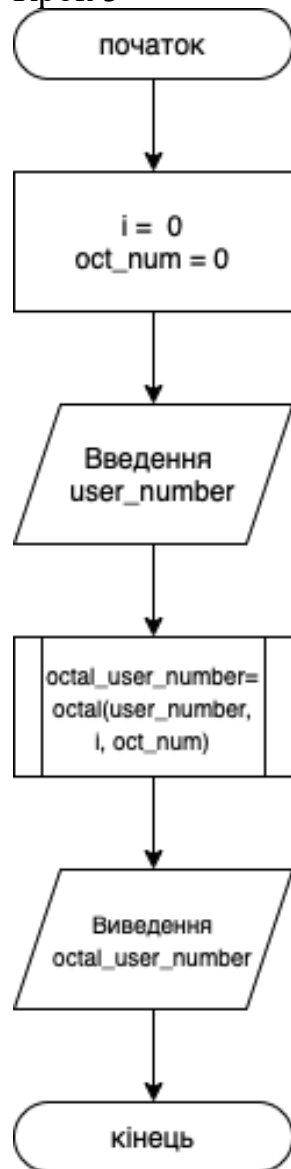 початок
i = 0
oct_num = 0
Введення
user_number
octal_user_number=
octal(user_number,
i, oct_num)
Виведення
octal_user_number
кінець